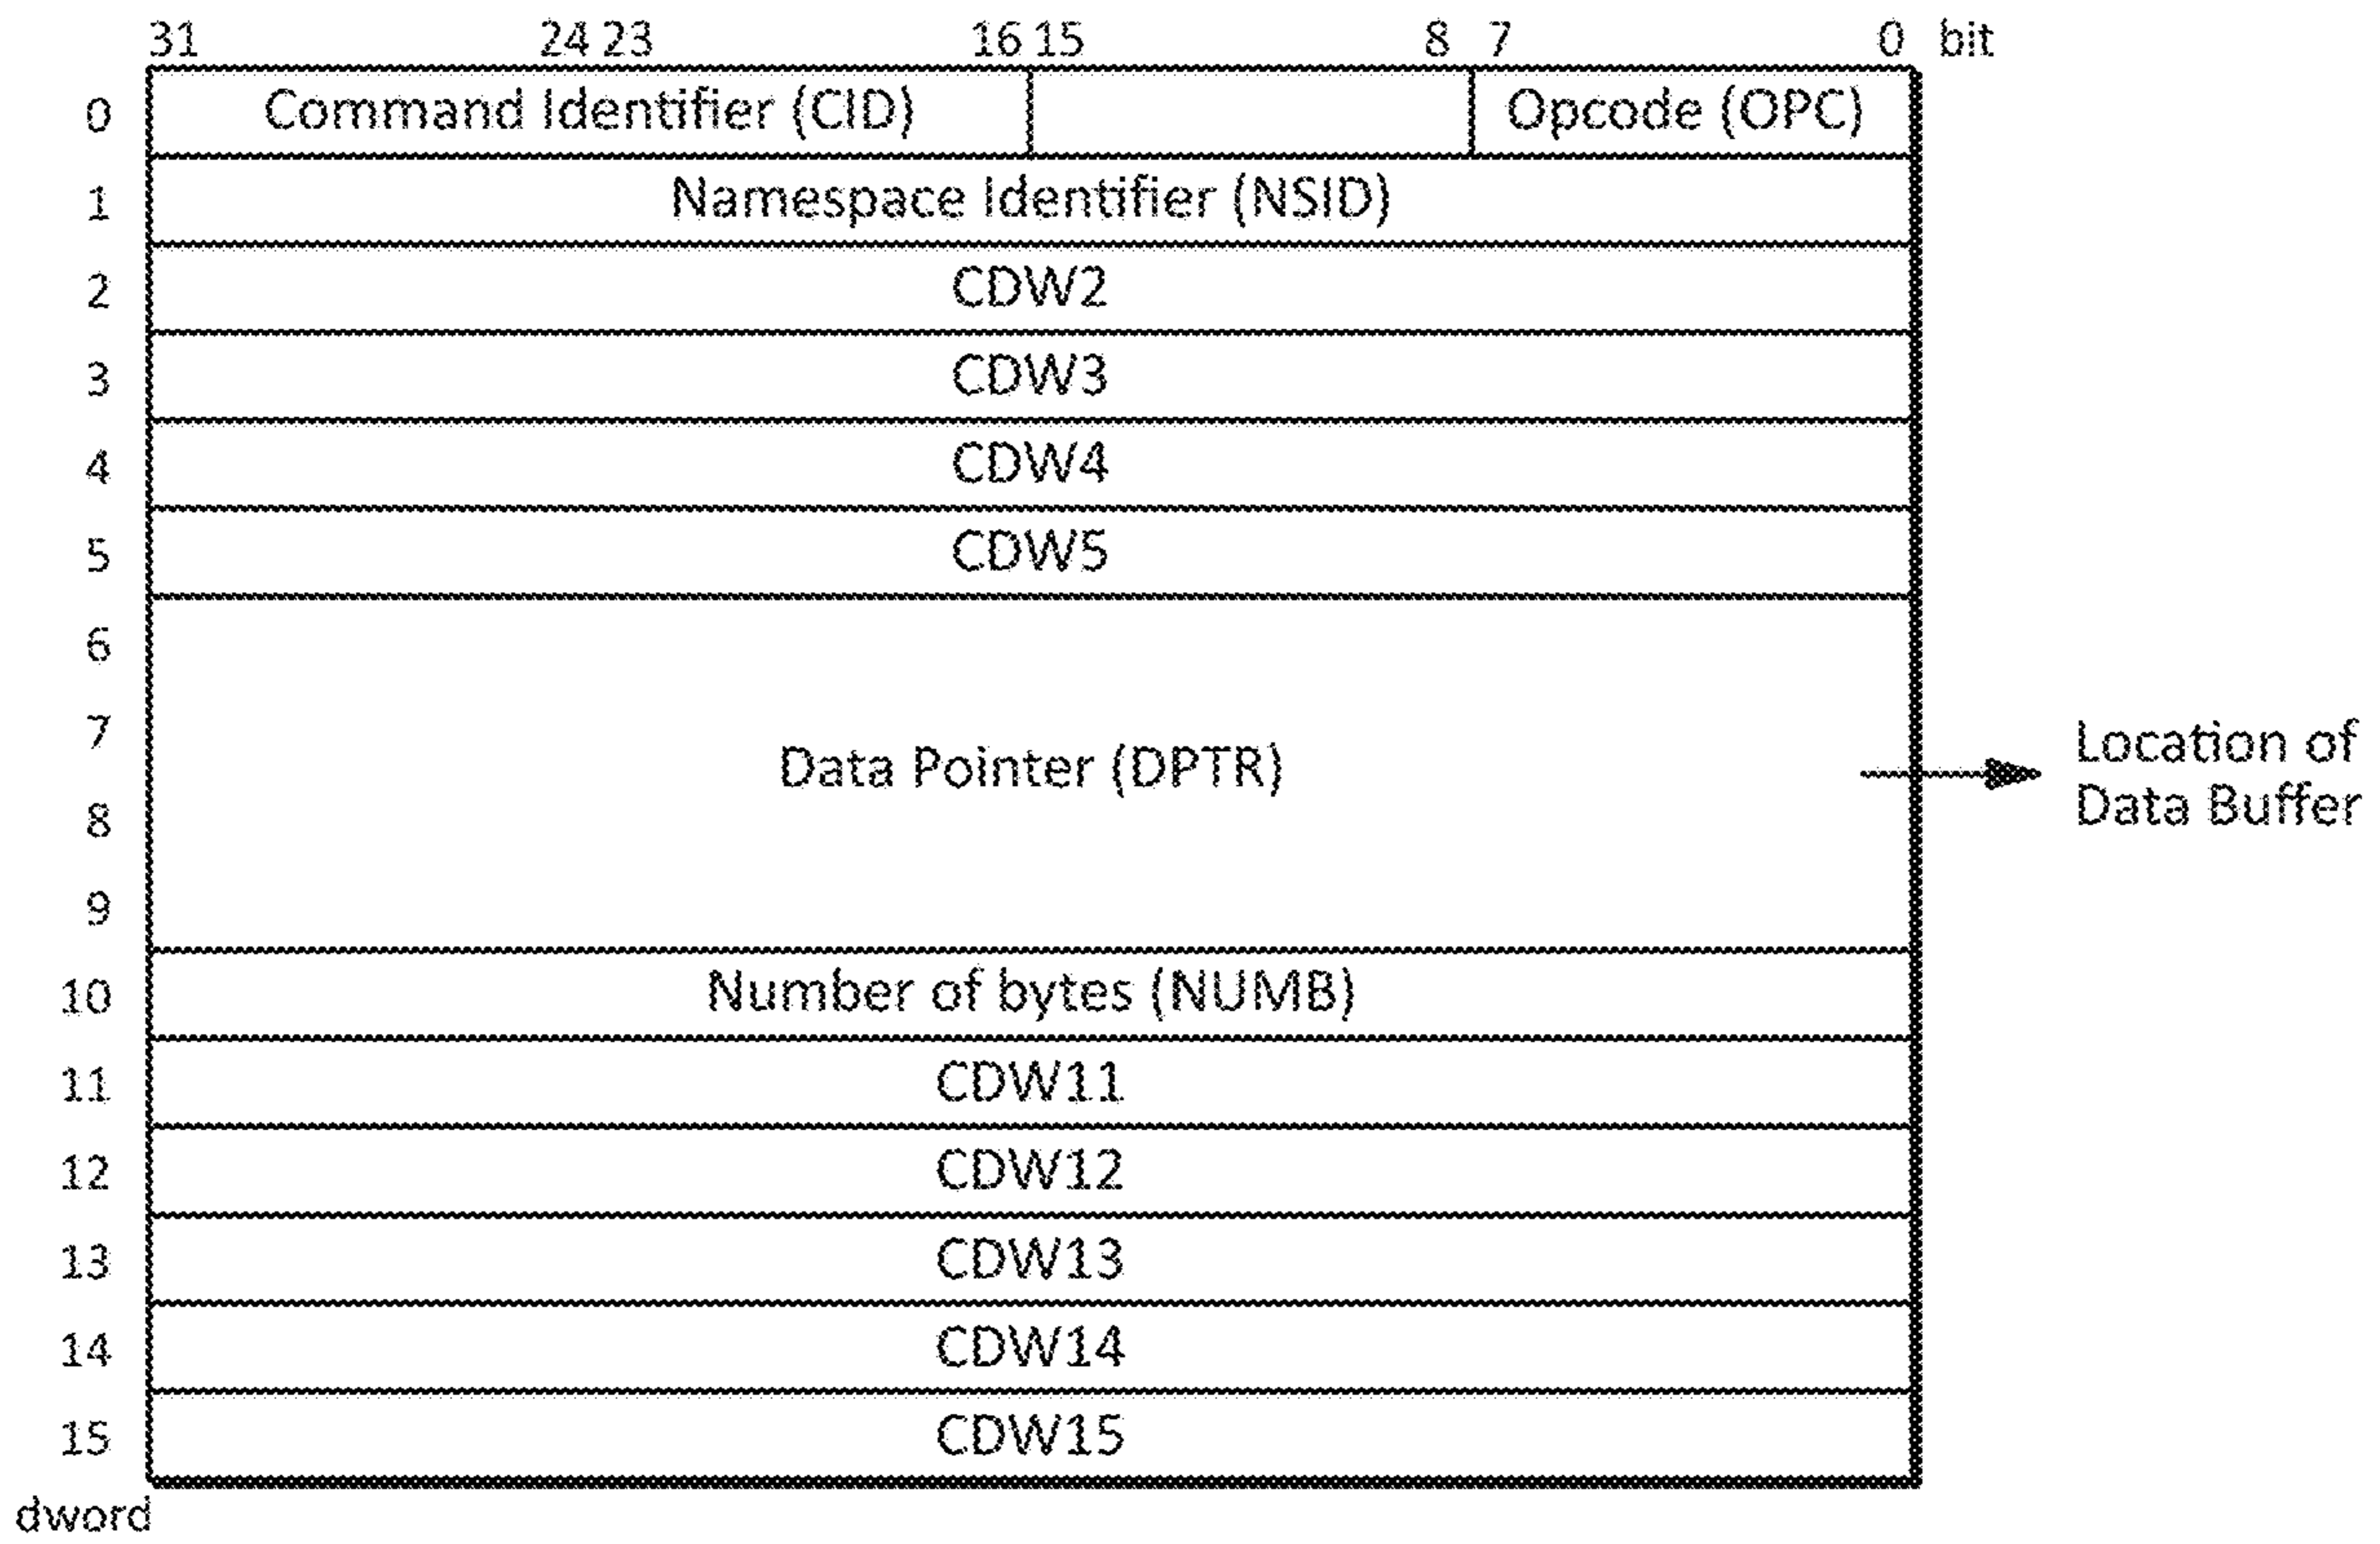 31 24 23 16 15 8 7 0 bit
0 Command Identifier (CID) Opcode (OPC)
1 Namespace Identifier (NSID)
2 CDW2
3 CDW3
4 CDW4
5 CDW5
6
7
Data Pointer (DPTR)
Location of
Data Buffer
8
9
10 Number of bytes (NUMB)
11 CDW11
12 CDW12
13 CDW13
14 CDW14
15 CDW15
dword